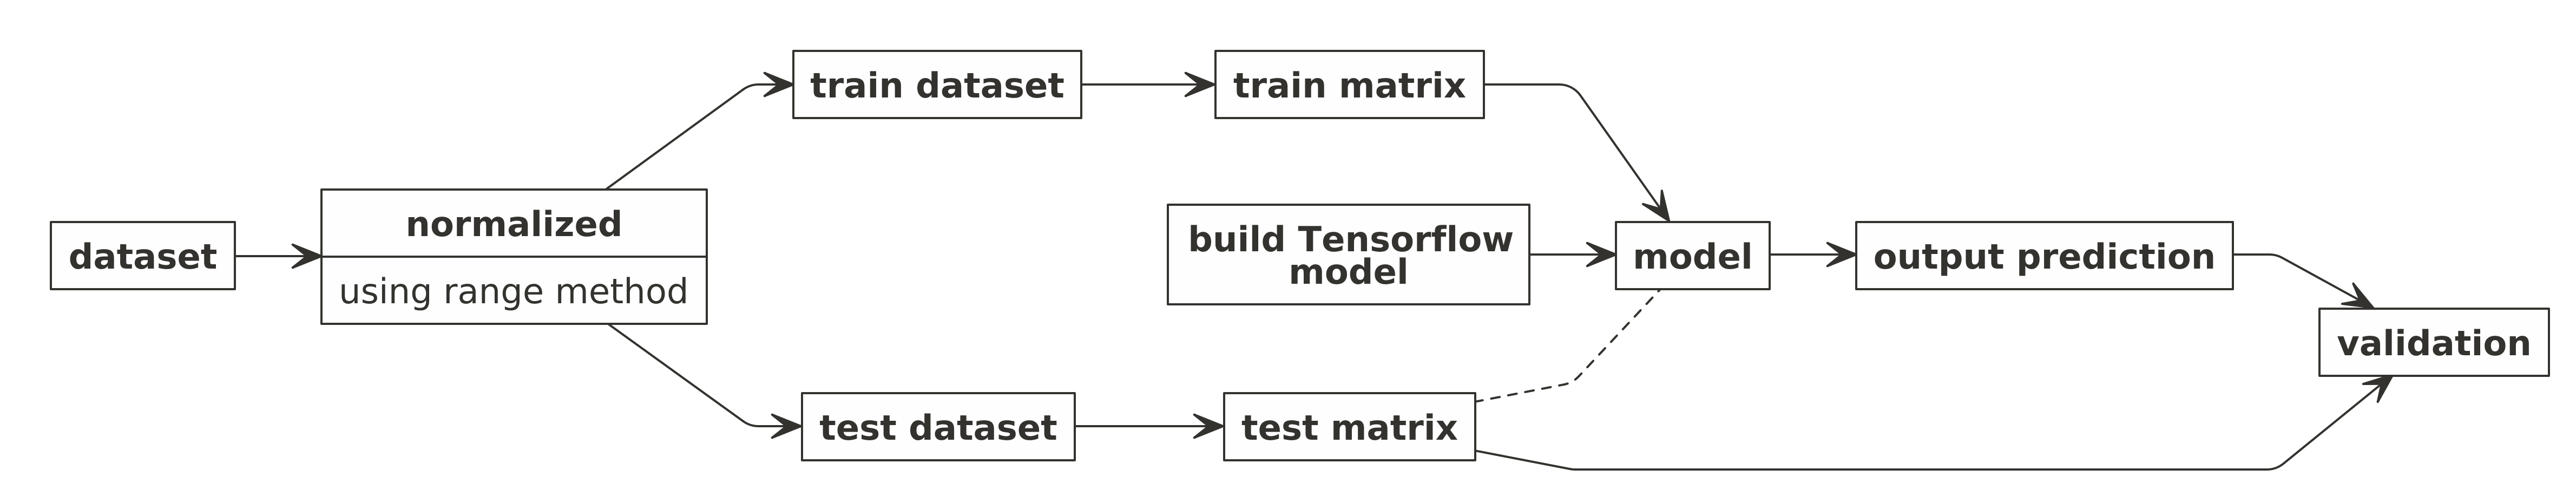 train dataset
train matrix
normalized
using range method
dataset
build Tensorflow
model
model
output prediction
validation
test dataset
test matrix